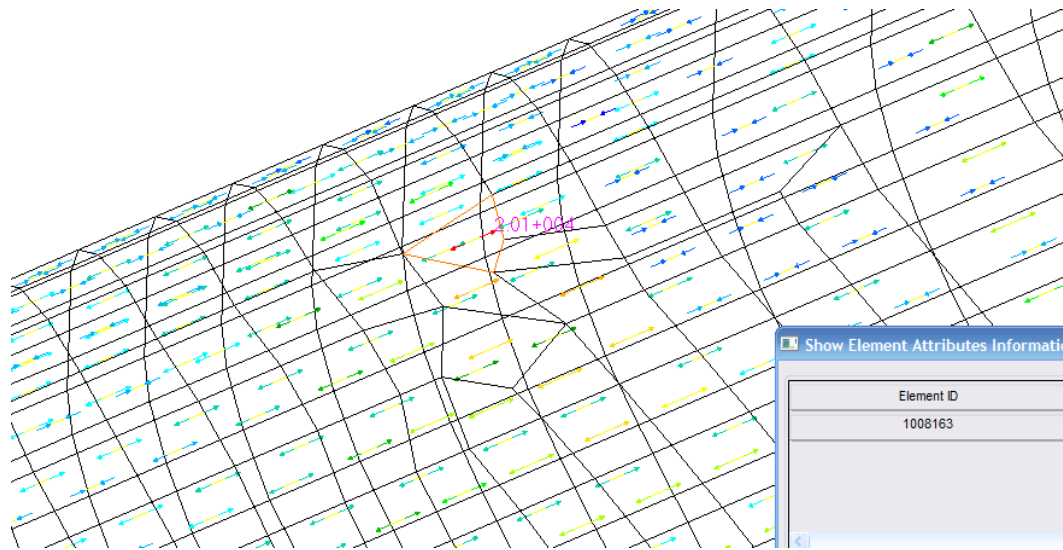 2.01+004
Show Element Attributes Informati
Element ID
1008163